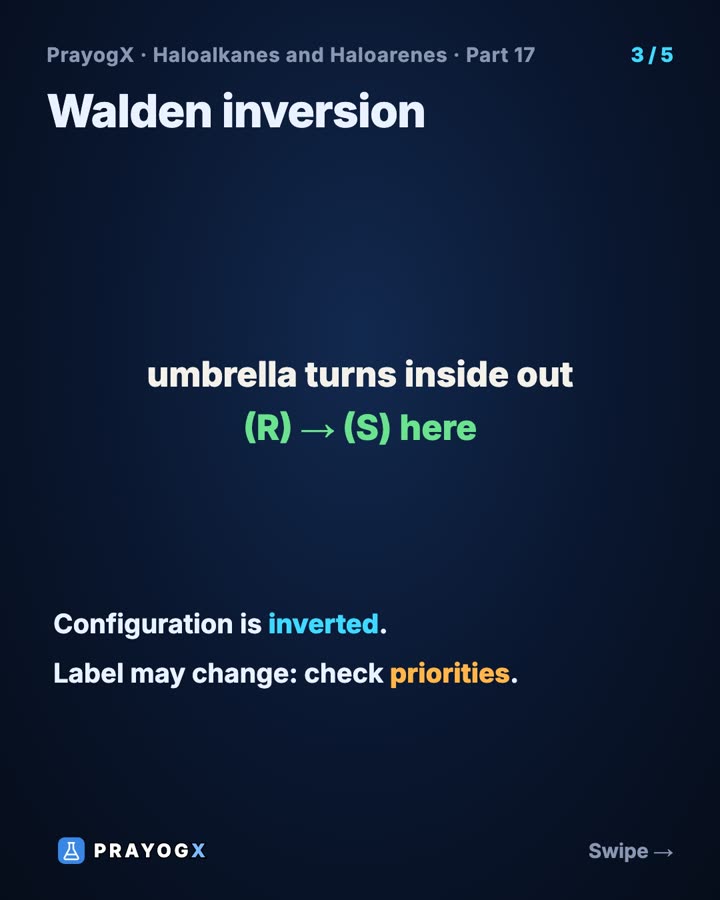 PrayogX · Haloalkanes and Haloarenes · Part 17
3 / 5
Walden inversion
umbrella turns inside out
(R) → (S) here
Configuration is inverted.
Label may change: check priorities.
PRAYOGX
Swipe →